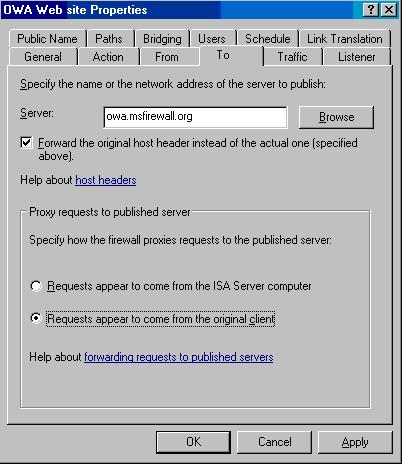 OWA Web site Properties
Public Name Paths Bridging Users Schedule Link Translation
General Action From To Traffic Listener
Specify the name or the network address of the server to publish:
Server: owa.msfirewall.org Browse
Forward the original host header instead of the actual one (specified
above).
Help about host headers
Proxy requests to published server
Specify how the firewall proxies requests to the published server:
Requests appear to come from the ISA Server computer
Requests appear to come from the original client
Help about forwarding requests to published servers
OK Cancel Apply